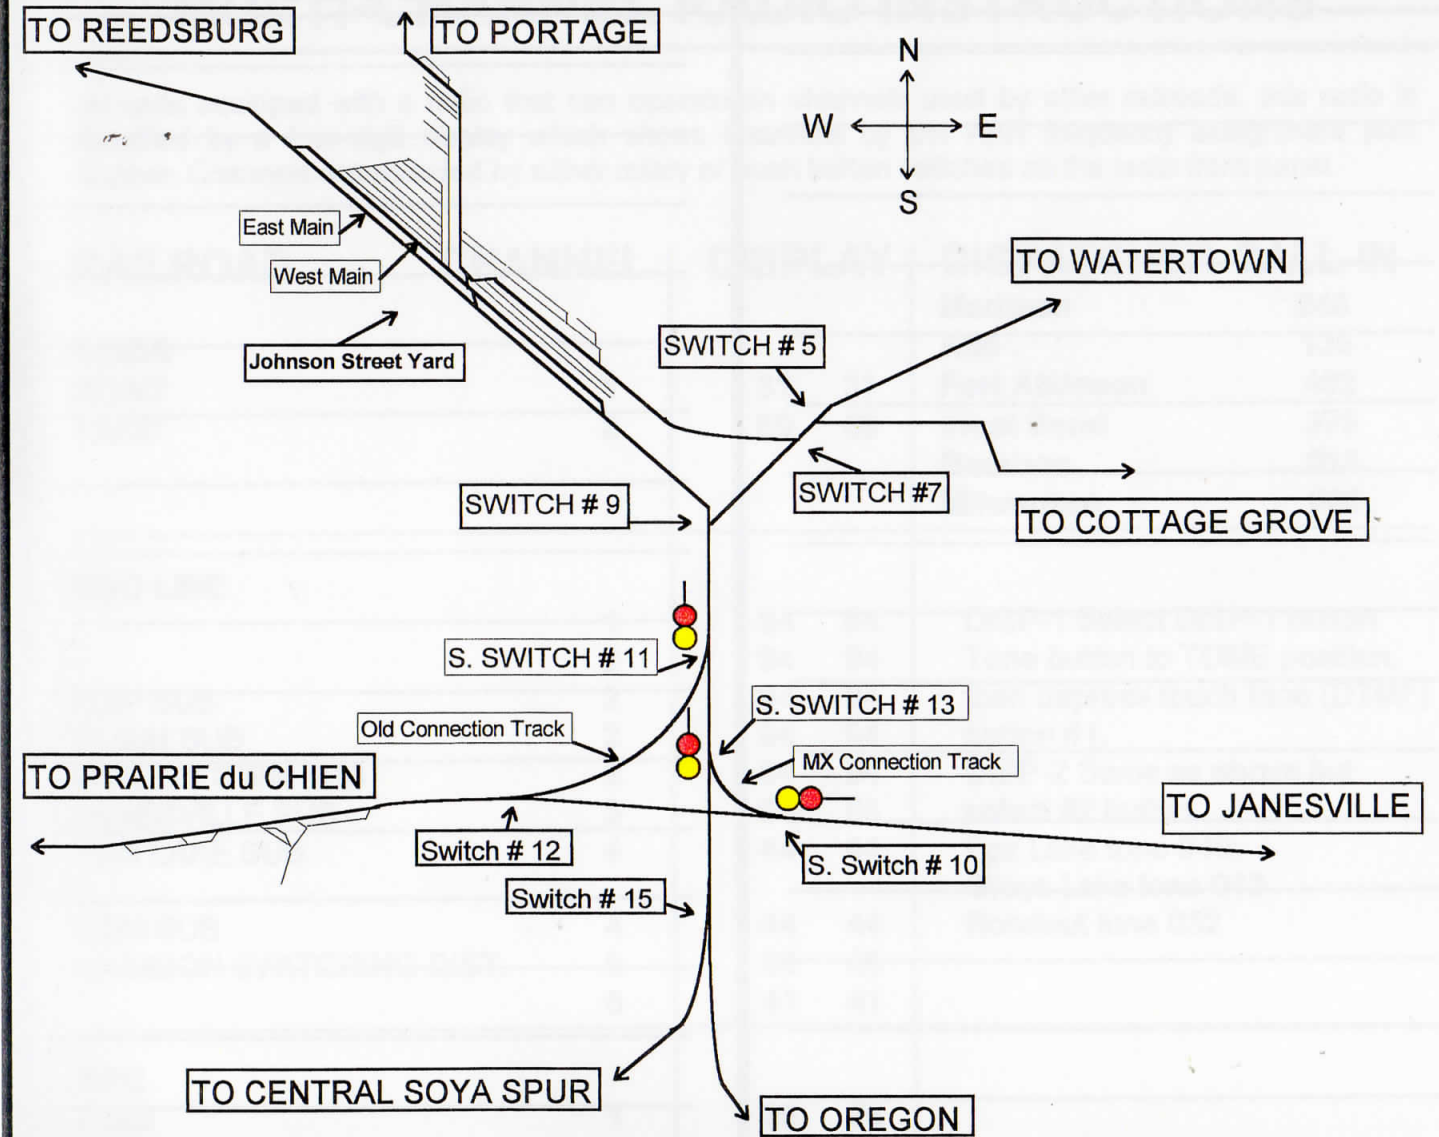 TO REEDSBURG
TO PORTAGE
N
W
E
S
East Main
West Main
TO WATERTOWN
SWITCH # 5
Johnson Street Yard
SWITCH # 9
SWITCH #7
TO COTTAGE GROVE
S. SWITCH # 11
S. SWITCH # 13
Old Connection Track
MX Connection Track
TO PRAIRIE du CHIEN
TO JANESVILLE
Switch # 12
S. Switch # 10
Switch # 15
TO CENTRAL SOYA SPUR
TO OREGON